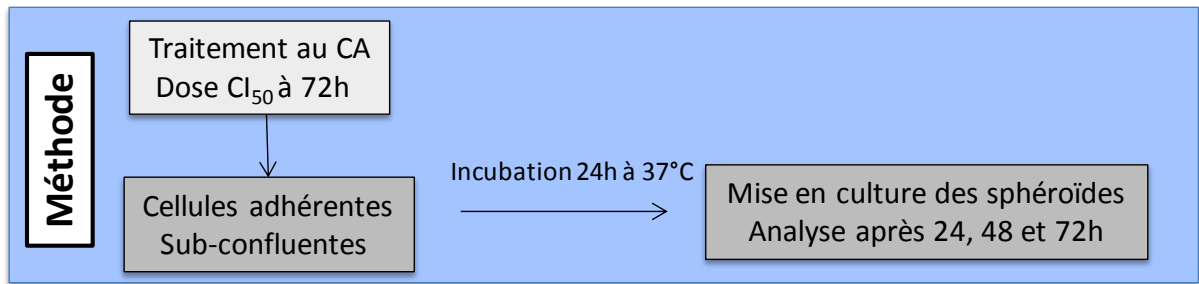 Méthode
Traitement au CA
Dose CI₅₀ à 72h
Cellules adhérentes
Sub-confluentes
Incubation 24h à 37°C
Mise en culture des sphéroïdes
Analyse après 24, 48 et 72h